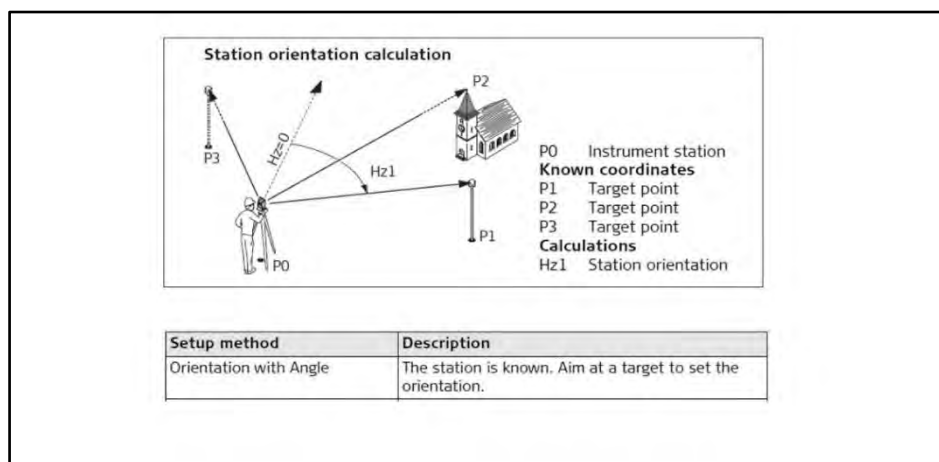 Station orientation calculation
P2
P3
Hz=0
Hz1
P1
P0
P0 Instrument station
Known coordinates
P1 Target point
P2 Target point
P3 Target point
Calculations
Hz1 Station orientation
Setup method Description
Orientation with Angle The station is known. Aim at a target to set the
orientation.